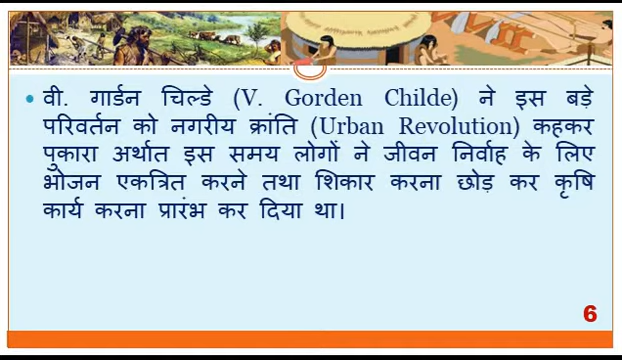 • वी. गार्डन चिल्डे (V. Gorden Childe) ने इस बड़े
परिवर्तन को नगरीय क्रांति (Urban Revolution) कहकर
पुकारा अर्थात इस समय लोगों ने जीवन निर्वाह के लिए
भोजन एकत्रित करने तथा शिकार करना छोड़ कर कृषि
कार्य करना प्रारंभ कर दिया था।
6